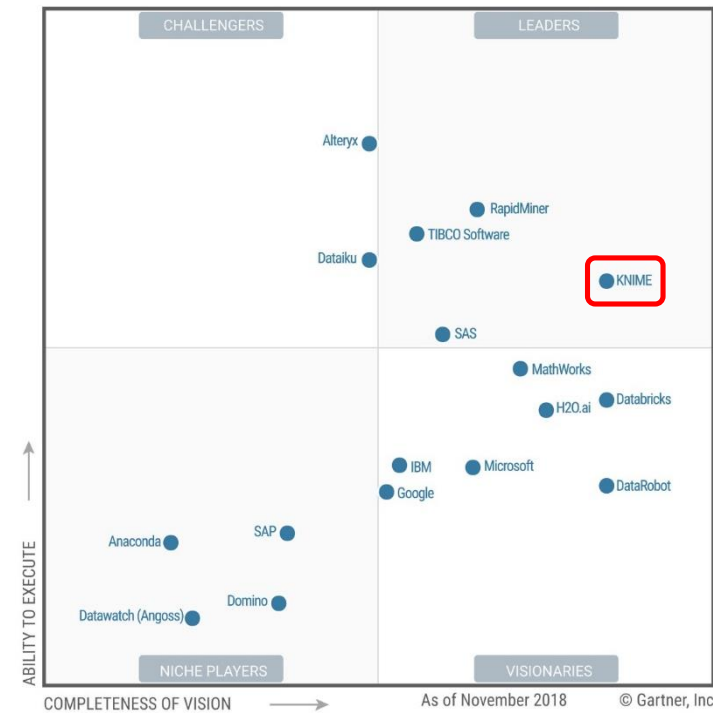 CHALLENGERS
LEADERS
Alteryx
RapidMiner
TIBCO Software
Dataiku
KNIME
SAS
MathWorks
Databricks
H2O.ai
IBM
Microsoft
Google
DataRobot
SAP
Anaconda
Domino
Datawatch (Angoss)
NICHE PLAYERS
VISIONARIES
ABILITY TO EXECUTE
COMPLETENESS OF VISION
As of November 2018
© Gartner, Inc